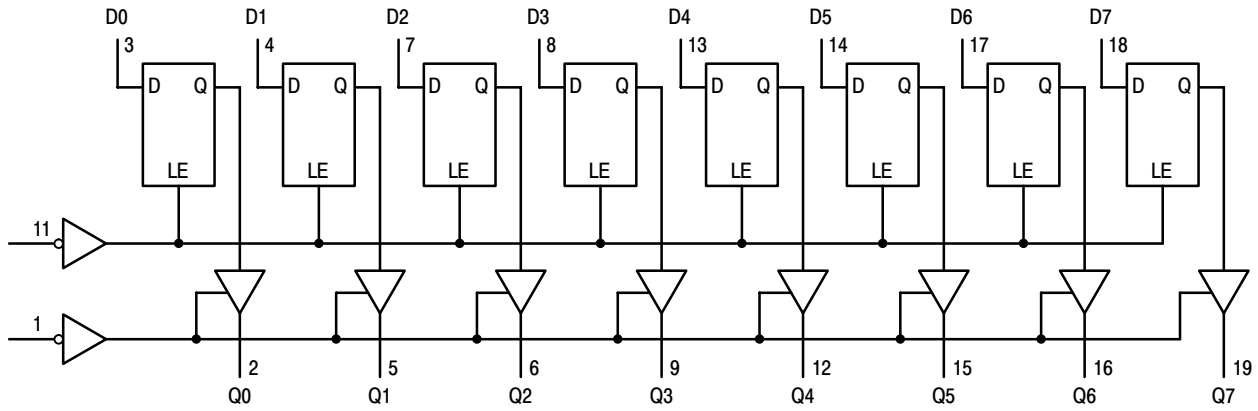 D0 D1 D2 D3 D4 D5 D6 D7
3 4 7 8 13 14 17 18
D Q D Q D Q D Q D Q D Q D Q D Q
LE LE LE LE LE LE LE LE
11
1
2 5 6 9 12 15 16 19
Q0 Q1 Q2 Q3 Q4 Q5 Q6 Q7